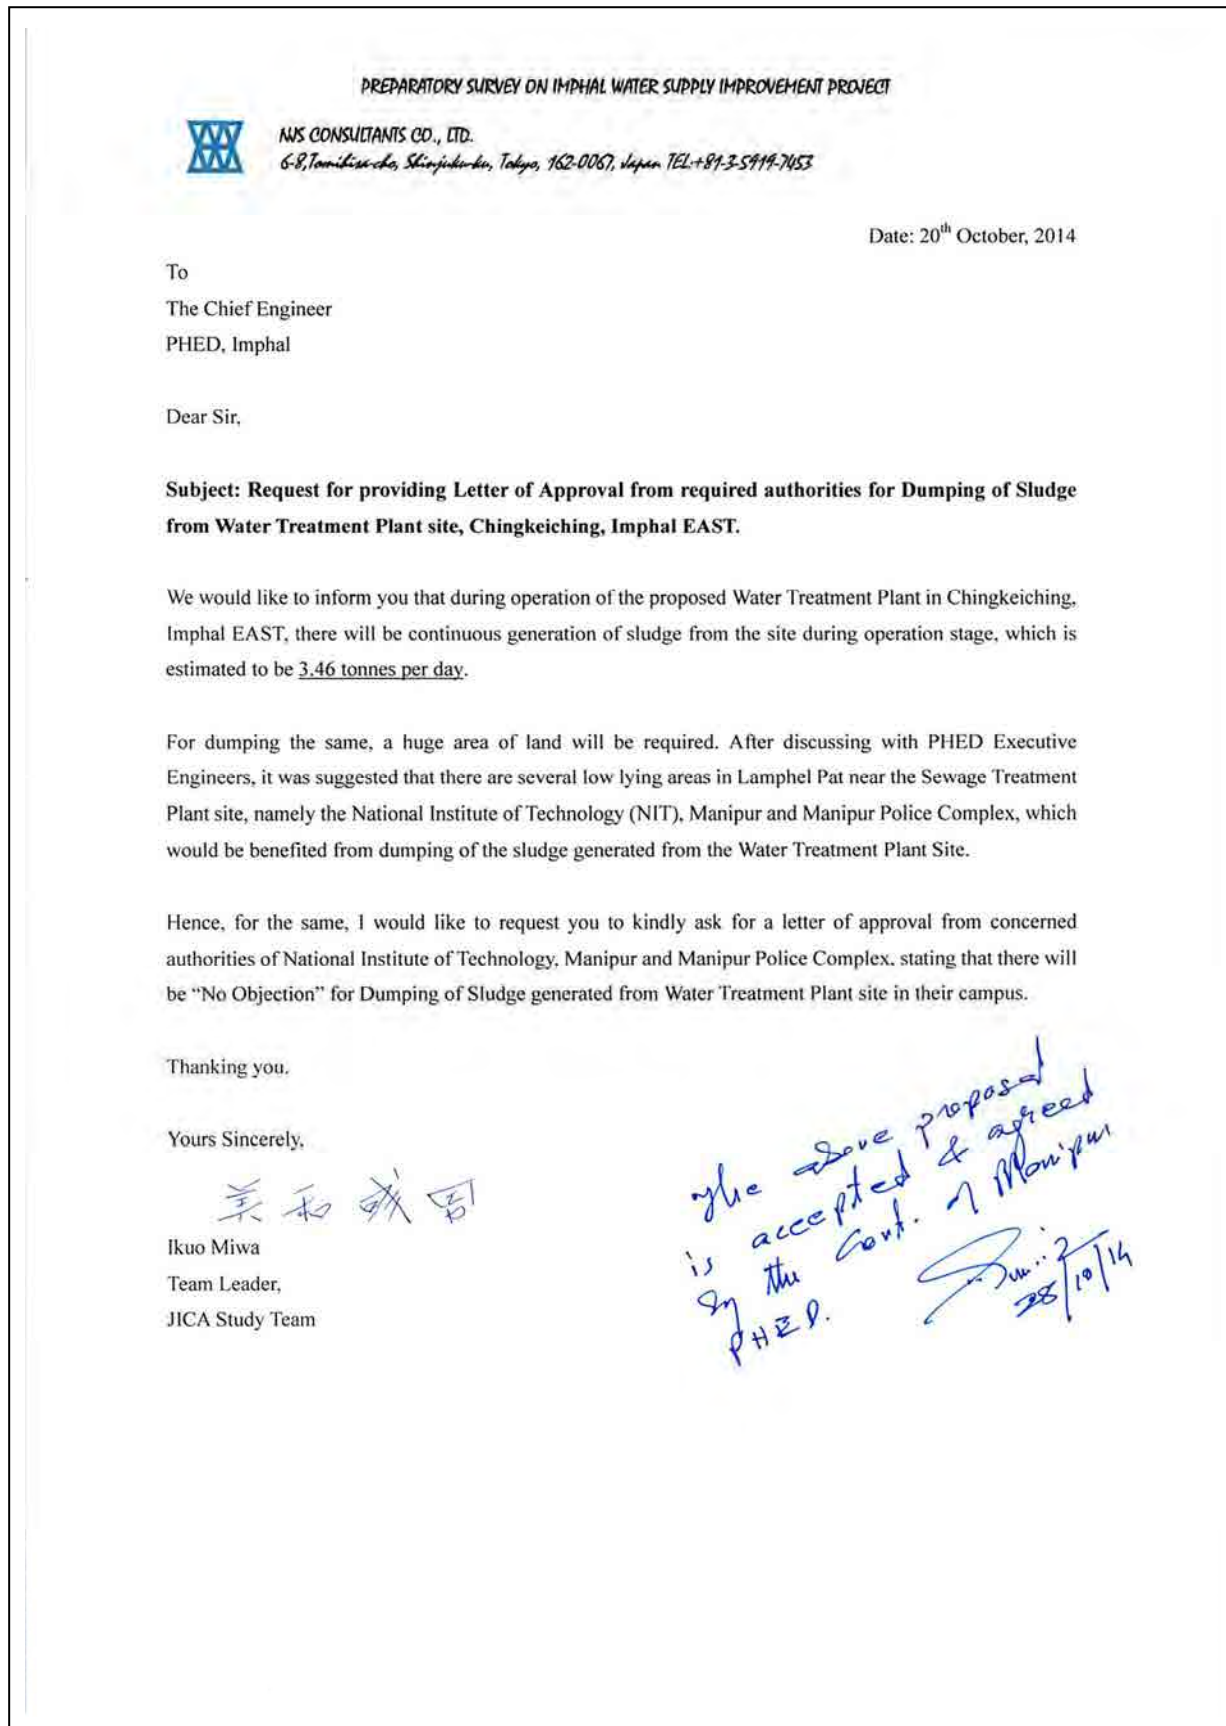 PREPARATORY SURVEY ON IMPHAL WATER SUPPLY IMPROVEMENT PROJECT
NJS CONSULTANTS CO., LTD.
6-8, Tomihisa-cho, Shinjuku-ku, Tokyo, 162-0067, Japan TEL:+81-3-5919-7453
Date: 20th October, 2014
To
The Chief Engineer
PHED, Imphal
Dear Sir,
Subject: Request for providing Letter of Approval from required authorities for Dumping of Sludge
from Water Treatment Plant site, Chingkeiching, Imphal EAST.
We would like to inform you that during operation of the proposed Water Treatment Plant in Chingkeiching,
Imphal EAST, there will be continuous generation of sludge from the site during operation stage, which is
estimated to be 3.46 tonnes per day.
For dumping the same, a huge area of land will be required. After discussing with PHED Executive
Engineers, it was suggested that there are several low lying areas in Lamphel Pat near the Sewage Treatment
Plant site, namely the National Institute of Technology (NIT), Manipur and Manipur Police Complex, which
would be benefited from dumping of the sludge generated from the Water Treatment Plant Site.
Hence, for the same, I would like to request you to kindly ask for a letter of approval from concerned
authorities of National Institute of Technology, Manipur and Manipur Police Complex, stating that there will
be “No Objection” for Dumping of Sludge generated from Water Treatment Plant site in their campus.
Thanking you.
Yours Sincerely,
美和
Ikuo Miwa
Team Leader,
JICA Study Team
The above proposal
is accepted & agreed
by the Govt. of Manipur
PHED.
28/10/14